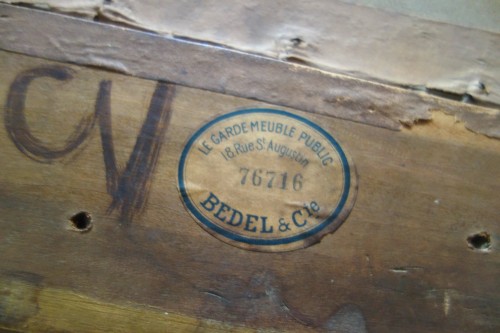 CV
LE GARDE MEUBLE PUBLIC
18, Rue St Augustin
76716
BEDEL & Cie